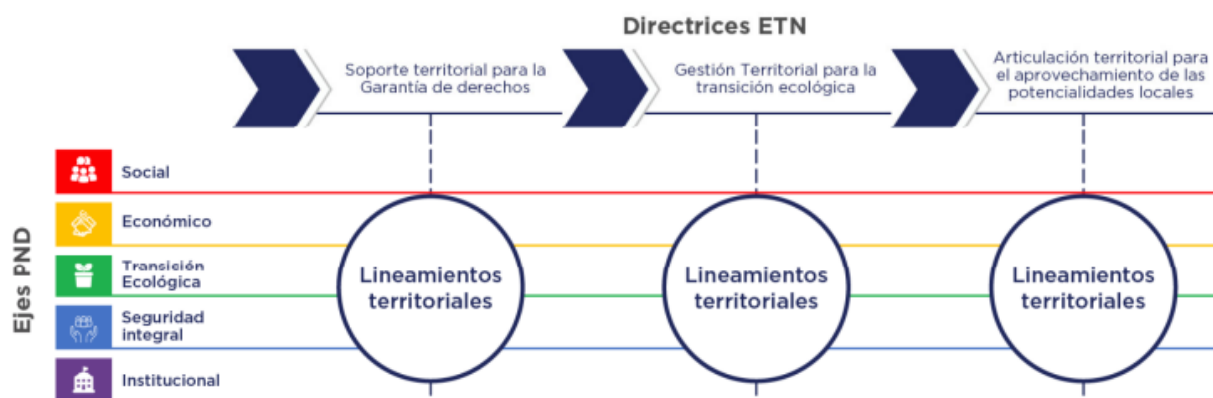 Directrices ETN
Soporte territorial para la
Garantía de derechos
Gestión Territorial para la
transición ecológica
Articulación territorial para
el aprovechamiento de las
potencialidades locales
Ejes PND
Social
Económico
Transición
Ecológica
Seguridad
integral
Institucional
Lineamientos
territoriales
Lineamientos
territoriales
Lineamientos
territoriales